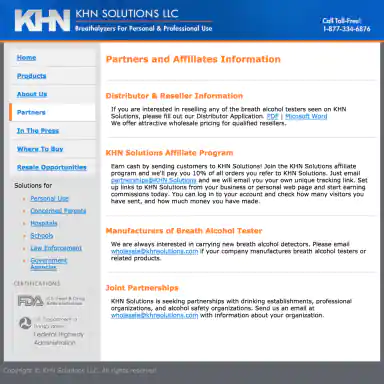 KHN KHN SOLUTIONS LLC
Breathalyzers For Personal & Professional Use
Call Toll-Free!
1-877-334-6876
Home
Products
About Us
Partners
In The Press
Where To Buy
Resale Opportunities
Solutions for
Personal Use
Concerned Parents
Hospitals
Schools
Law Enforcement
Government
Agencies
CERTIFICATIONS
FDA
U.S. Department of
Transportation
Federal Highway
Administration
Partners and Affiliates Information
Distributor & Reseller Information
If you are interested in reselling any of the breath alcohol testers seen on KHN
Solutions, please fill out our Distributor Application. PDF | Microsoft Word
We offer attractive wholesale pricing for qualified resellers.
KHN Solutions Affiliate Program
Earn cash by sending customers to KHN Solutions! Join the KHN Solutions affiliate
program and we'll pay you 10% of all orders you refer to KHN Solutions. Just email
partnerships@KHN Solutions and we will email you your own unique tracking link. Set
up links to KHN Solutions from your business or personal web page and start earning
commissions today. You can log in to your account and check how many visitors you
have sent, and how much money you have made.
Manufacturers of Breath Alcohol Tester
We are always interested in carrying new breath alcohol detectors. Please email
wholesale@khnsolutions.com if your company manufactures breath alcohol testers or
related products.
Joint Partnerships
KHN Solutions is seeking partnerships with drinking establishments, professional
organizations, and alcohol safety organizations. Send us an email at
wholesale@khnsolutions.com with information about your organization.
Copyright © KHN Solutions LLC. All rights reserved.